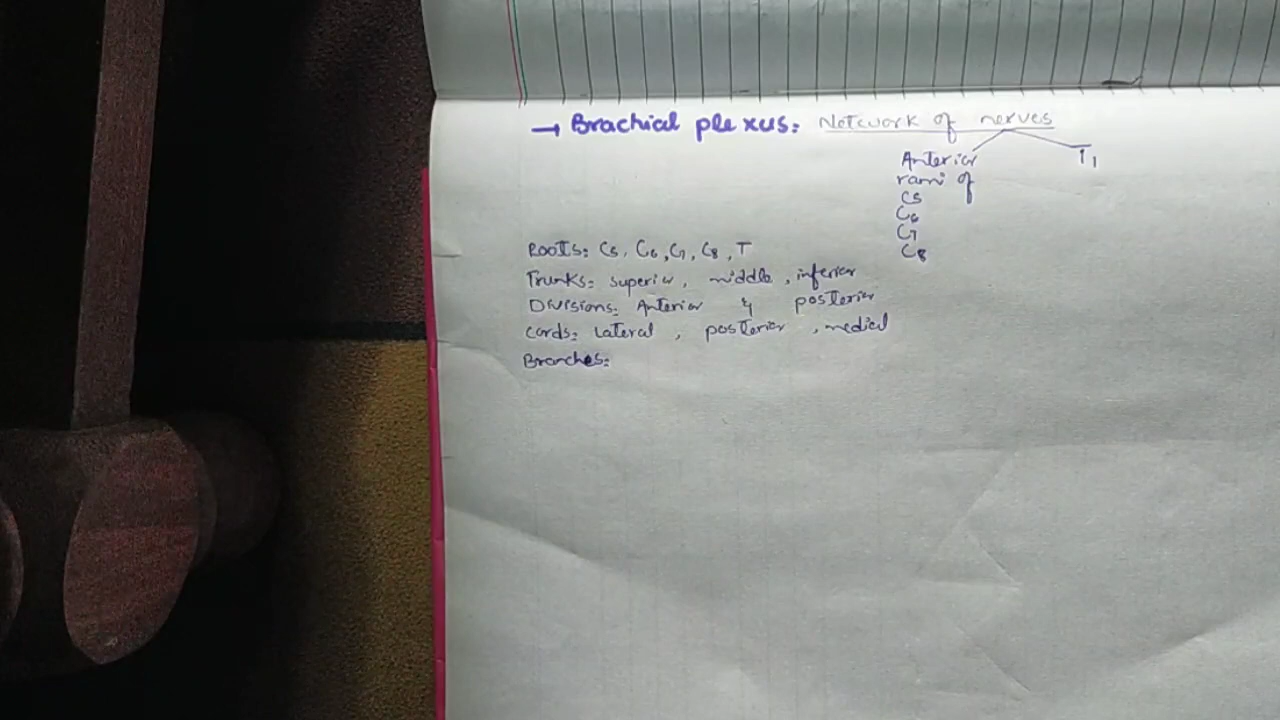 → Brachial plexus: Network of nerves
Anterior T1
rami of
C5
C6
C7
C8
Roots: C5, C6, C7, C8, T
Trunks: superior, middle, inferior
Divisions: Anterior & posterior
Cords: Lateral, posterior, medial
Branches: